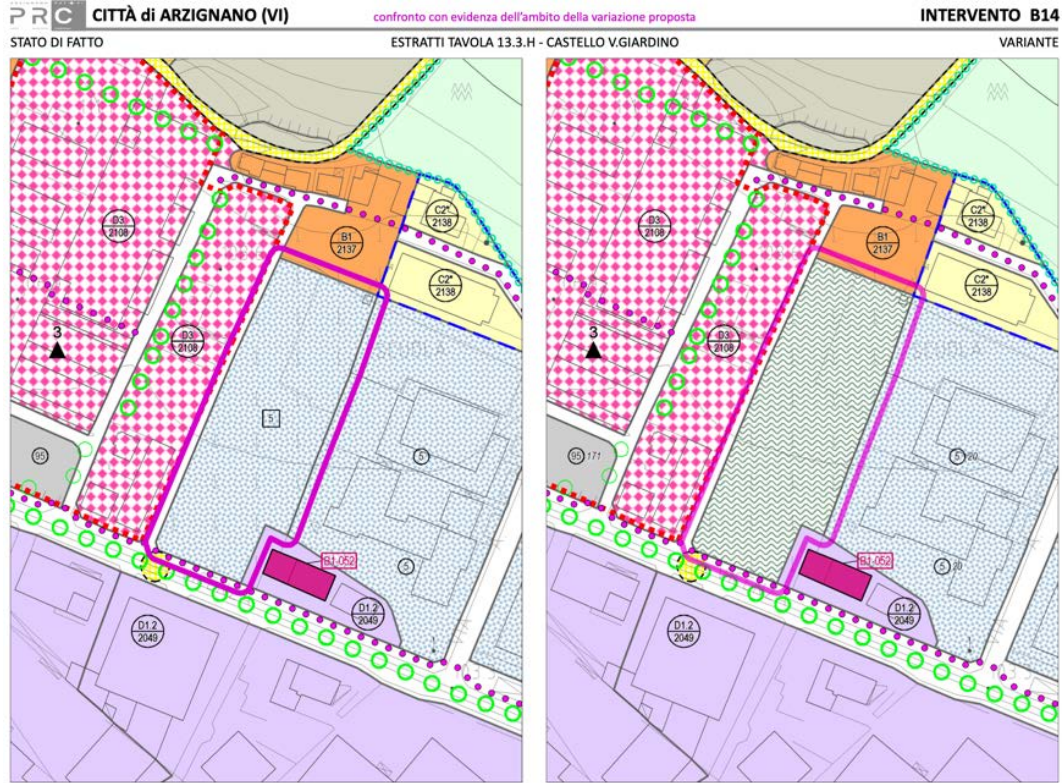 PRC CITTÀ di ARZIGNANO (VI) confronto con evidenza dell'ambito della variazione proposta INTERVENTO B14
STATO DI FATTO ESTRATTI TAVOLA 13.3.H - CASTELLO V.GIARDINO VARIANTE
C2*
2138
D3
2108
B1
2137
C2*
2138
3
D3
2108
5
95
5
B1-052
5
D1.2
2049
D1.2
2049
C2*
2138
D3
2108
B1
2137
C2*
2138
3
D3
2108
95 171
5 20
B1-052
5 20
D1.2
2049
D1.2
2049